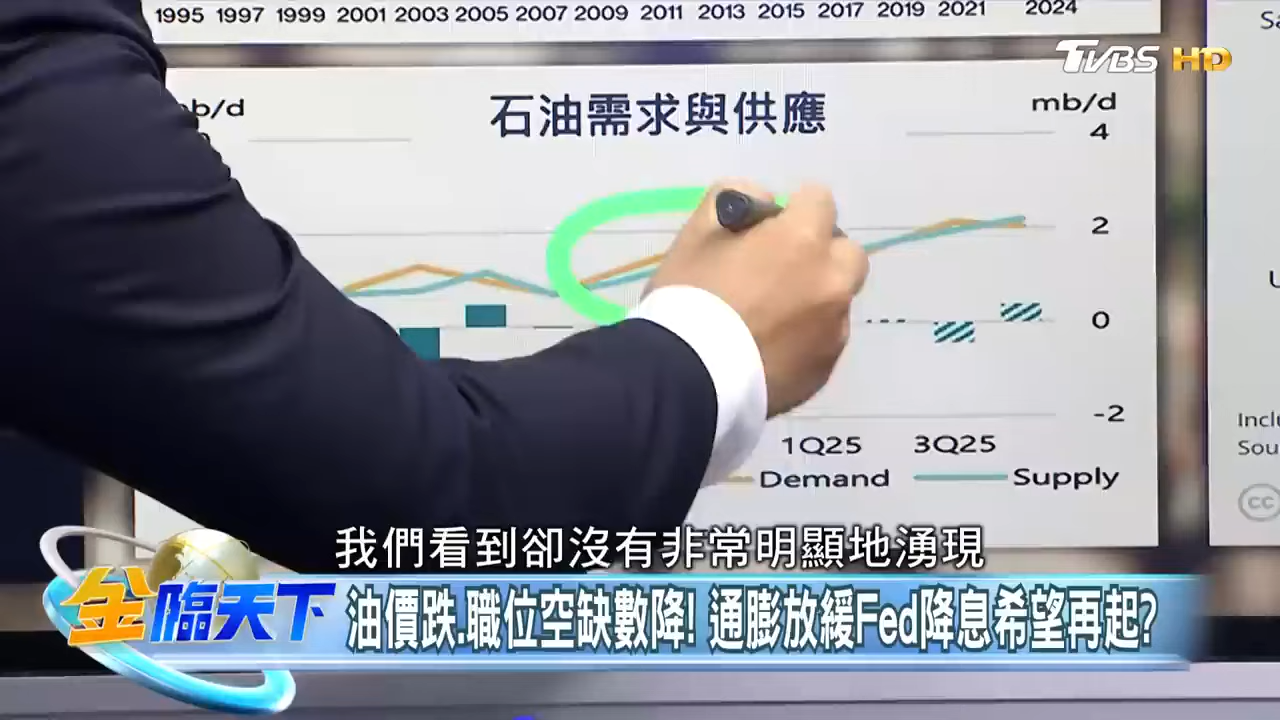 1995 1997 1999 2001 2003 2005 2007 2009 2011 2013 2015 2017 2019 2021 2024
TVBS HD
b/d
石油需求與供應
mb/d
4
2
0
-2
1Q25 3Q25
Demand Supply
Incl
Sou
cc
我們看到卻沒有非常明顯地湧現
金臨天下
油價跌.職位空缺數降! 通膨放緩Fed降息希望再起?